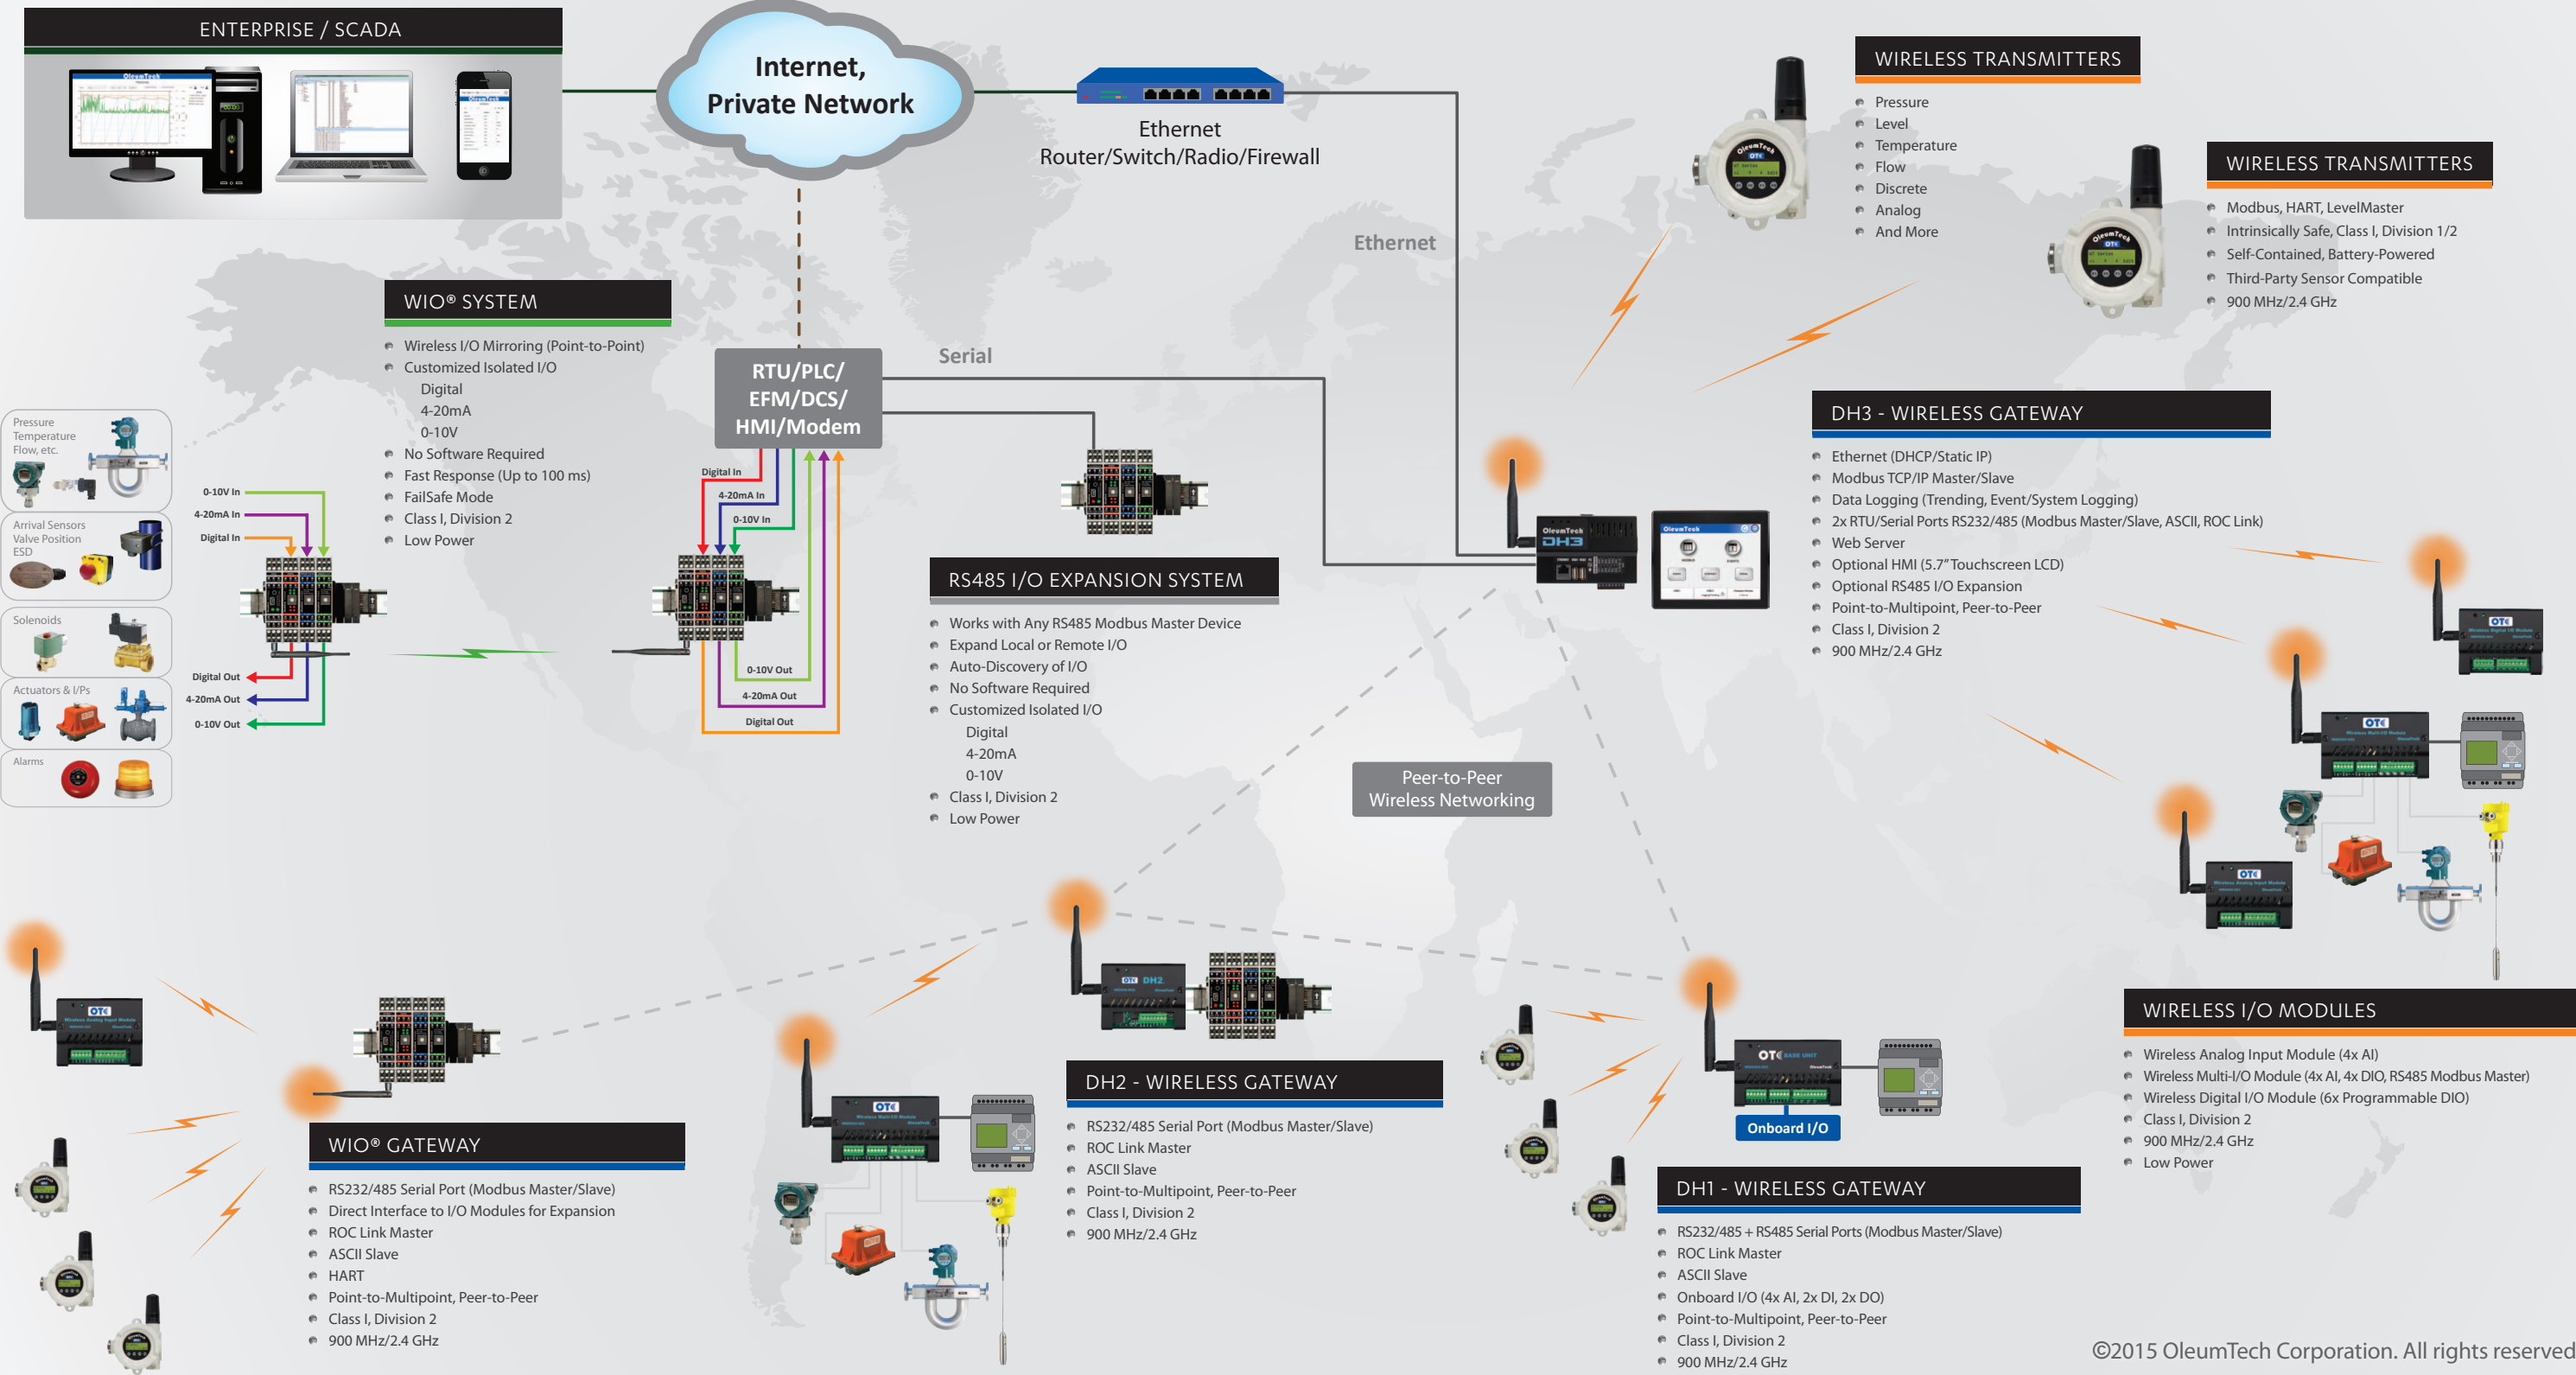 ENTERPRISE / SCADA
OleumTech
Internet,
Private Network
Ethernet
Router/Switch/Radio/Firewall
WIRELESS TRANSMITTERS
Pressure
Level
Temperature
Flow
Discrete
Analog
And More
WIRELESS TRANSMITTERS
Modbus, HART, LevelMaster
Intrinsically Safe, Class I, Division 1/2
Self-Contained, Battery-Powered
Third-Party Sensor Compatible
900 MHz/2.4 GHz
Ethernet
Serial
WIO® SYSTEM
Wireless I/O Mirroring (Point-to-Point)
Customized Isolated I/O
Digital
4-20mA
0-10V
No Software Required
Fast Response (Up to 100 ms)
FailSafe Mode
Class I, Division 2
Low Power
Pressure
Temperature
Flow, etc.
Arrival Sensors
Valve Position
ESD
Solenoids
Actuators & I/Ps
Alarms
0-10V In
4-20mA In
Digital In
Digital Out
4-20mA Out
0-10V Out
RTU/PLC/
EFM/DCS/
HMI/Modem
Digital In
4-20mA In
0-10V In
0-10V Out
4-20mA Out
Digital Out
RS485 I/O EXPANSION SYSTEM
Works with Any RS485 Modbus Master Device
Expand Local or Remote I/O
Auto-Discovery of I/O
No Software Required
Customized Isolated I/O
Digital
4-20mA
0-10V
Class I, Division 2
Low Power
OleumTech
DH3
OleumTech
DH3 - WIRELESS GATEWAY
Ethernet (DHCP/Static IP)
Modbus TCP/IP Master/Slave
Data Logging (Trending, Event/System Logging)
2x RTU/Serial Ports RS232/485 (Modbus Master/Slave, ASCII, ROC Link)
Web Server
Optional HMI (5.7" Touchscreen LCD)
Optional RS485 I/O Expansion
Point-to-Multipoint, Peer-to-Peer
Class I, Division 2
900 MHz/2.4 GHz
Peer-to-Peer
Wireless Networking
WIRELESS I/O MODULES
Wireless Analog Input Module (4x AI)
Wireless Multi-I/O Module (4x AI, 4x DIO, RS485 Modbus Master)
Wireless Digital I/O Module (6x Programmable DIO)
Class I, Division 2
900 MHz/2.4 GHz
Low Power
WIO® GATEWAY
RS232/485 Serial Port (Modbus Master/Slave)
Direct Interface to I/O Modules for Expansion
ROC Link Master
ASCII Slave
HART
Point-to-Multipoint, Peer-to-Peer
Class I, Division 2
900 MHz/2.4 GHz
DH2
DH2 - WIRELESS GATEWAY
RS232/485 Serial Port (Modbus Master/Slave)
ROC Link Master
ASCII Slave
Point-to-Multipoint, Peer-to-Peer
Class I, Division 2
900 MHz/2.4 GHz
BASE UNIT
Onboard I/O
DH1 - WIRELESS GATEWAY
RS232/485 + RS485 Serial Ports (Modbus Master/Slave)
ROC Link Master
ASCII Slave
Onboard I/O (4x AI, 2x DI, 2x DO)
Point-to-Multipoint, Peer-to-Peer
Class I, Division 2
900 MHz/2.4 GHz
©2015 OleumTech Corporation. All rights reserved